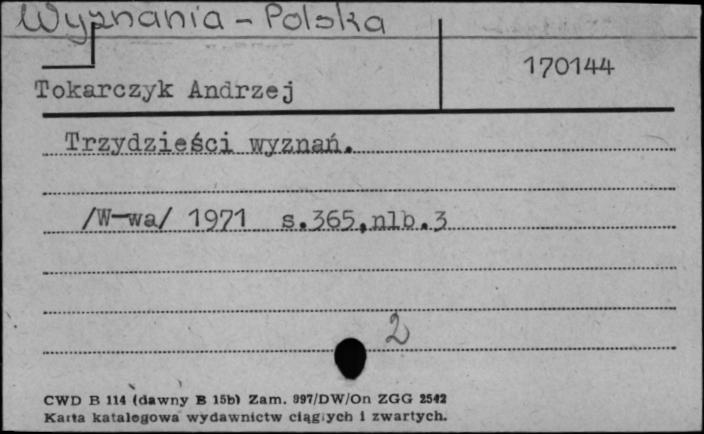 Wyznania - Polska
170144
Tokarczyk Andrzej
Trzydzieści wyznań.
/W-wa/ 1971 s.365,nlb.3
2
CWD B 114 (dawny B 15b) Zam. 997/DW/On ZGG 2542
Karta katalogowa wydawnictw ciągłych i zwartych.